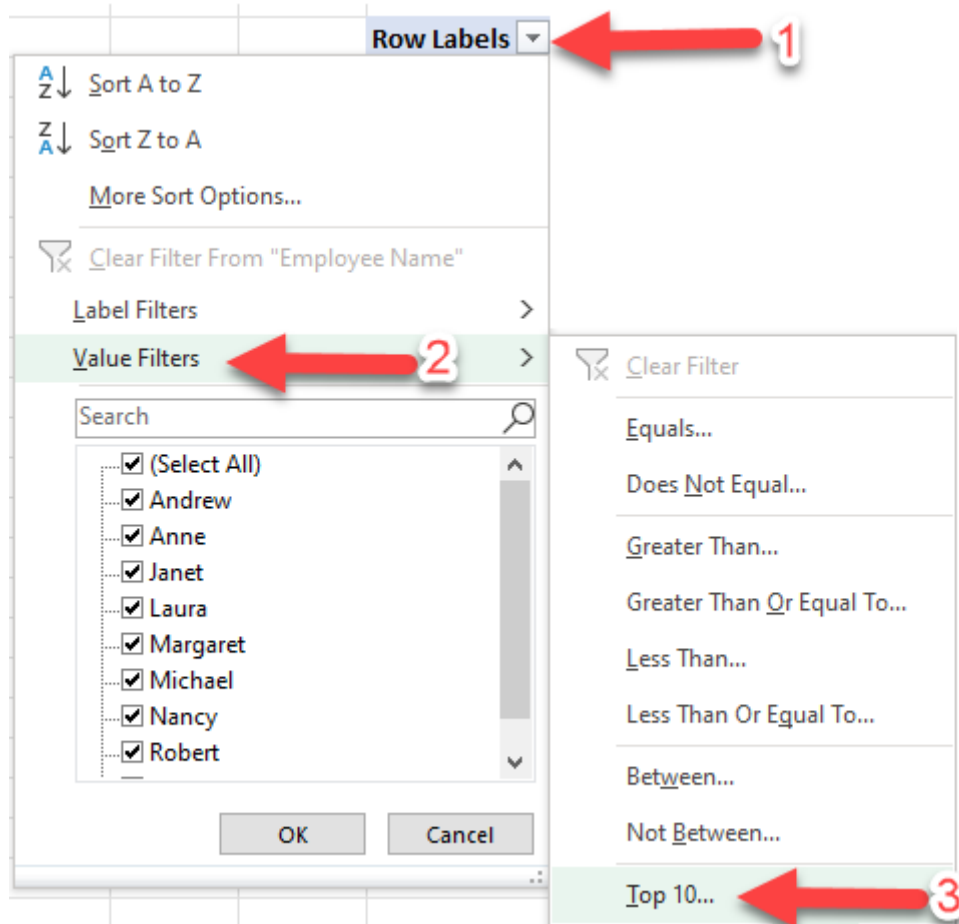 Row Labels
1
A
Z
Sort A to Z
Z
A
Sort Z to A
More Sort Options...
Clear Filter From "Employee Name"
Label Filters
Value Filters
2
Search
(Select All)
Andrew
Anne
Janet
Laura
Margaret
Michael
Nancy
Robert
OK
Cancel
Clear Filter
Equals...
Does Not Equal...
Greater Than...
Greater Than Or Equal To...
Less Than...
Less Than Or Equal To...
Between...
Not Between...
Top 10...
3